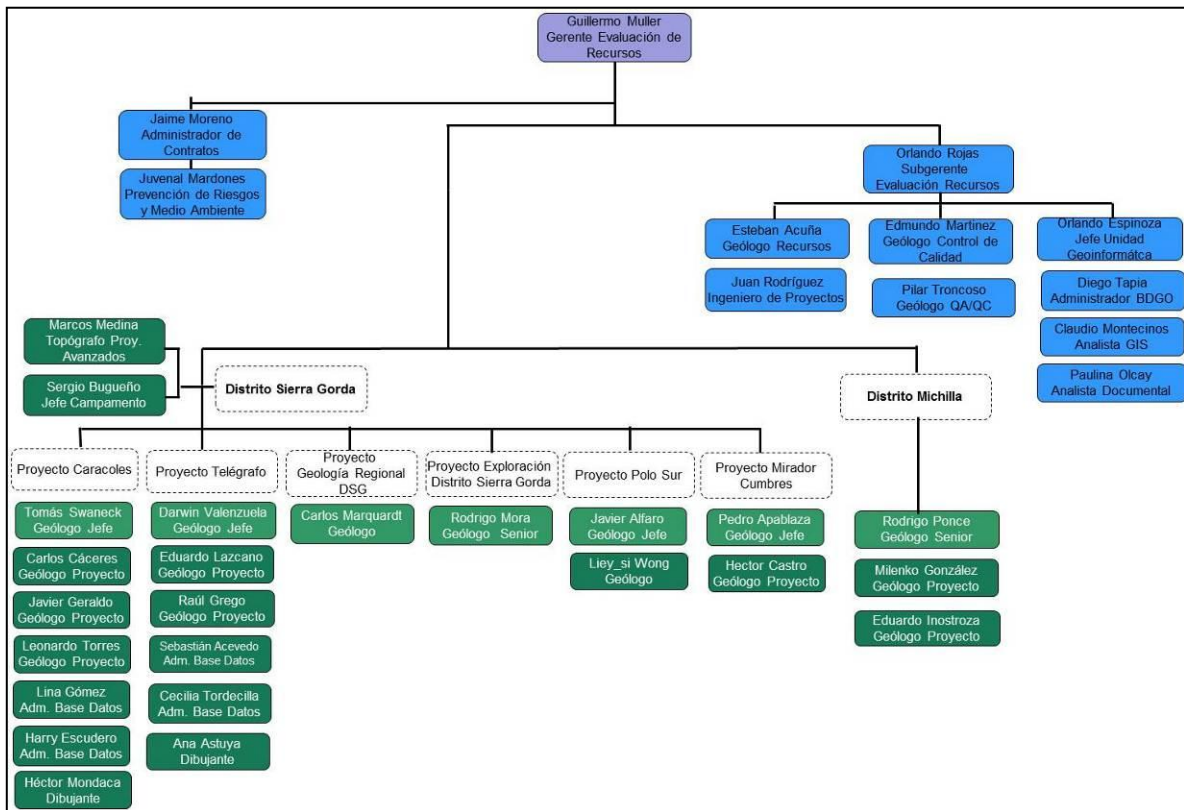 Guillermo Muller
Gerente Evaluación de
Recursos
Jaime Moreno
Administrador de
Contratos
Juvenal Mardones
Prevención de Riesgos
y Medio Ambiente
Orlando Rojas
Subgerente
Evaluación Recursos
Esteban Acuña
Geólogo Recursos
Juan Rodríguez
Ingeniero de Proyectos
Edmundo Martinez
Geólogo Control de
Calidad
Pilar Troncoso
Geólogo QA/QC
Orlando Espinoza
Jefe Unidad
Geoinformátca
Diego Tapia
Administrador BDGO
Claudio Montecinos
Analista GIS
Paulina Olcay
Analista Documental
Marcos Medina
Topógrafo Proy.
Avanzados
Sergio Bugueño
Jefe Campamento
Distrito Sierra Gorda
Distrito Michilla
Proyecto Caracoles
Tomás Swaneck
Geólogo Jefe
Carlos Cáceres
Geólogo Proyecto
Javier Geraldo
Geólogo Proyecto
Leonardo Torres
Geólogo Proyecto
Lina Gómez
Adm. Base Datos
Harry Escudero
Adm. Base Datos
Héctor Mondaca
Dibujante
Proyecto Telégrafo
Darwin Valenzuela
Geólogo Jefe
Eduardo Lazcano
Geólogo Proyecto
Raúl Grego
Geólogo Proyecto
Sebastián Acevedo
Adm. Base Datos
Cecilia Tordecilla
Adm. Base Datos
Ana Astuya
Dibujante
Proyecto
Geología Regional
DSG
Carlos Marquardt
Geólogo
Proyecto Exploración
Distrito Sierra Gorda
Rodrigo Mora
Geólogo Senior
Proyecto Polo Sur
Javier Alfaro
Geólogo Jefe
Liey_si Wong
Geólogo
Proyecto Mirador
Cumbres
Pedro Apablaza
Geólogo Jefe
Hector Castro
Geólogo Proyecto
Rodrigo Ponce
Geólogo Senior
Milenko González
Geólogo Proyecto
Eduardo Inostroza
Geólogo Proyecto